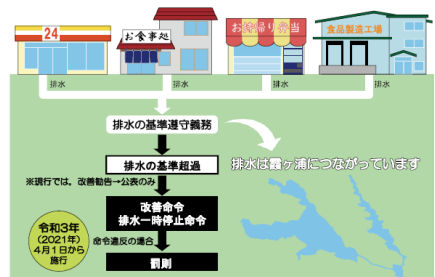 24
お食事処
お持帰り弁当
食品製造工場
排水
排水
排水
排水
排水の基準遵守義務
排水の基準超過
排水は霞ヶ浦につながっています
※現行では、改善勧告→公表のみ
改善命令
排水一時停止命令
令和3年
(2021年)
4月1日から
施行
命令違反の場合
罰則